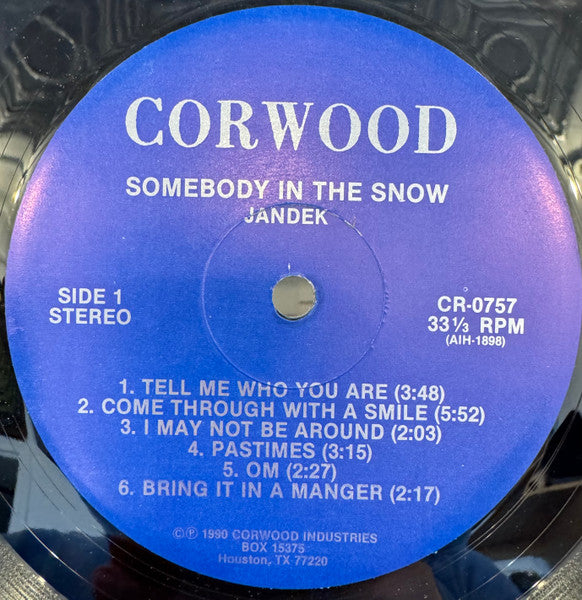 CORWOOD
SOMEBODY IN THE SNOW
JANDEK
SIDE 1
STEREO
CR-0757
33 ⅓ RPM
(AIH-1898)
1. TELL ME WHO YOU ARE (3:48)
2. COME THROUGH WITH A SMILE (5:52)
3. I MAY NOT BE AROUND (2:03)
4. PASTIMES (3:15)
5. OM (2:27)
6. BRING IT IN A MANGER (2:17)
©℗ 1990 CORWOOD INDUSTRIES
BOX 15375
Houston, TX 77220